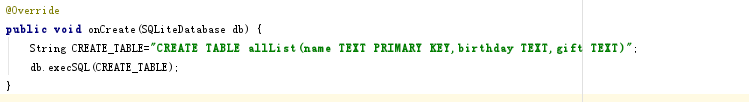 @Override
public void onCreate(SQLiteDatabase db) {
String CREATE_TABLE="CREATE TABLE allList(name TEXT PRIMARY KEY,birthday TEXT,gift TEXT)";
db.execSQL(CREATE_TABLE);
}